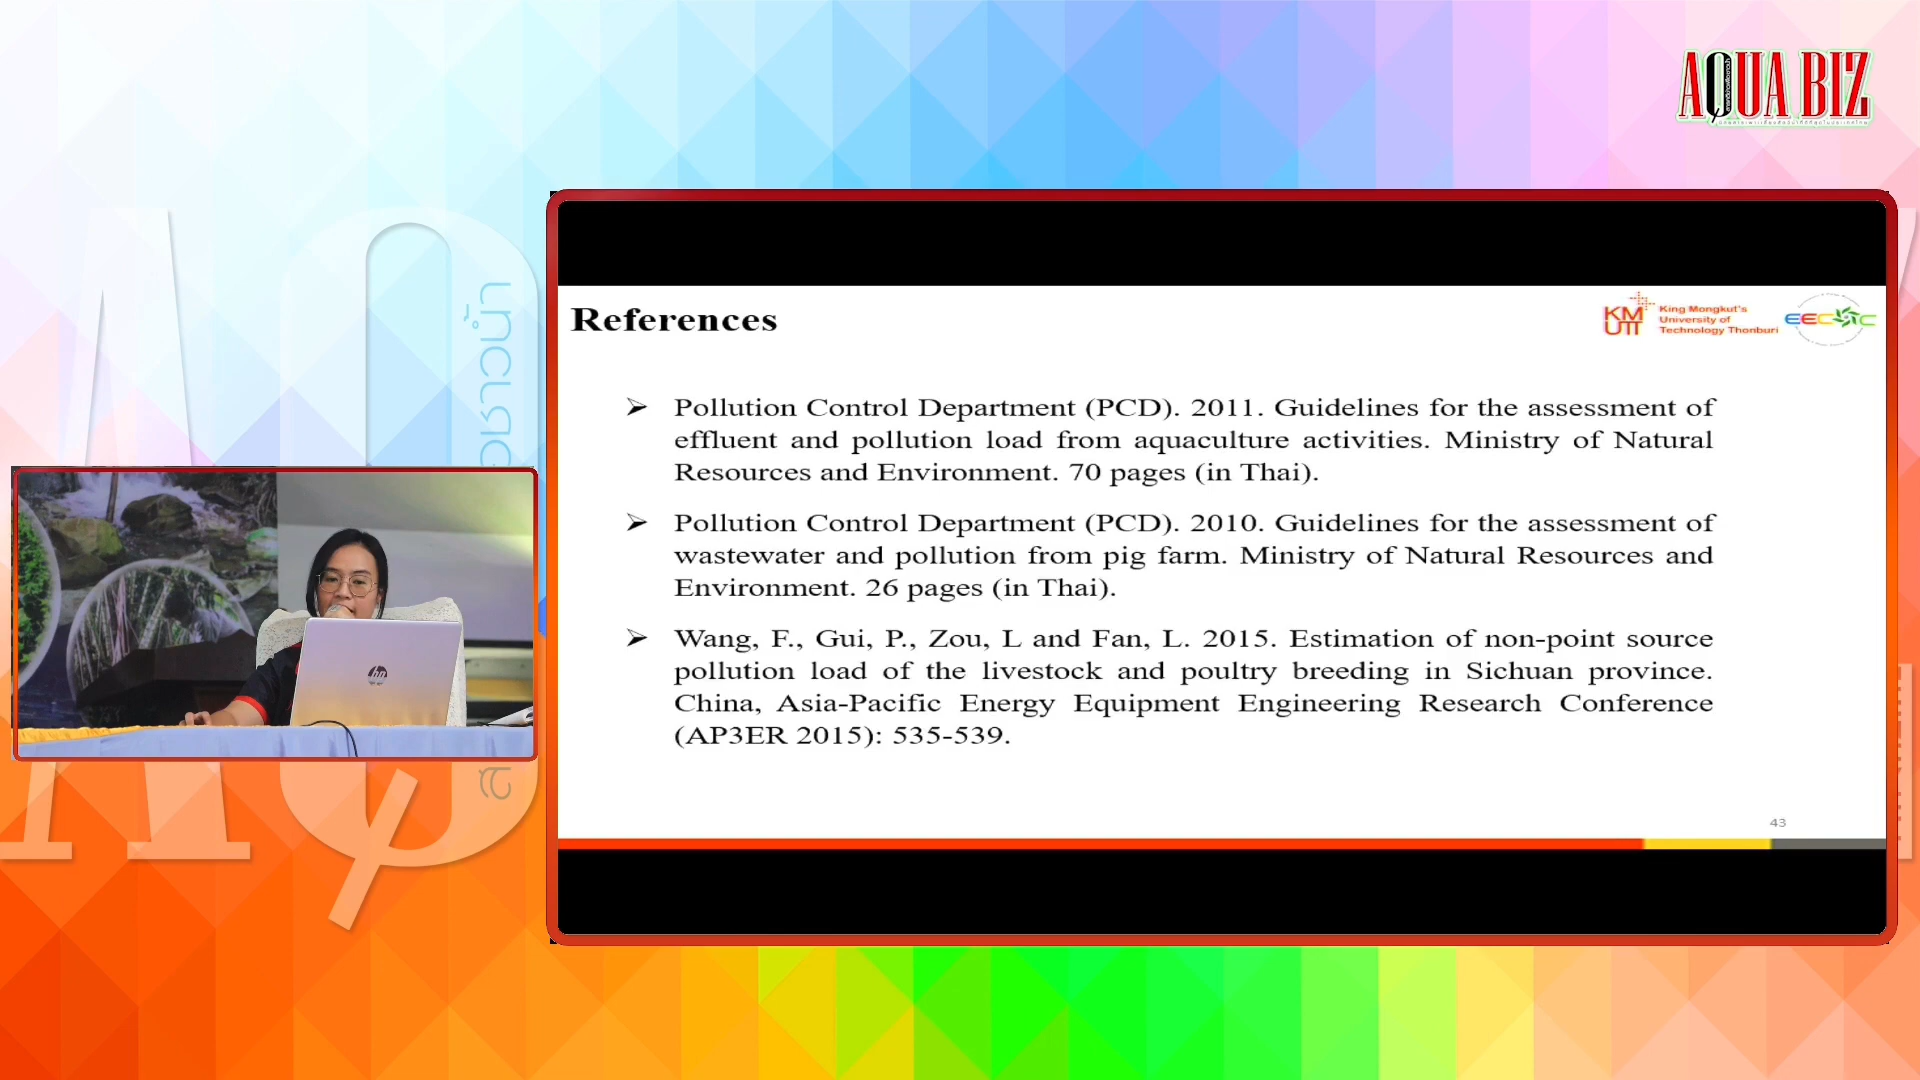 AQUA BIZ
References
King Mongkut's
University of
Technology Thonburi
KM
UTT
EEC
➢ Pollution Control Department (PCD). 2011. Guidelines for the assessment of
effluent and pollution load from aquaculture activities. Ministry of Natural
Resources and Environment. 70 pages (in Thai).
➢ Pollution Control Department (PCD). 2010. Guidelines for the assessment of
wastewater and pollution from pig farm. Ministry of Natural Resources and
Environment. 26 pages (in Thai).
➢ Wang, F., Gui, P., Zou, L and Fan, L. 2015. Estimation of non-point source
pollution load of the livestock and poultry breeding in Sichuan province.
China, Asia-Pacific Energy Equipment Engineering Research Conference
(AP3ER 2015): 535-539.
43
hp